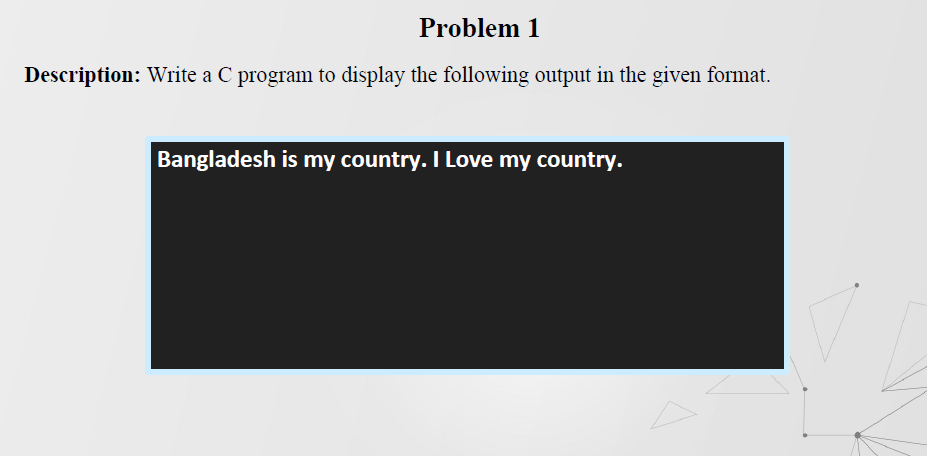 Problem 1
Description: Write a C program to display the following output in the given format.
Bangladesh is my country. I Love my country.